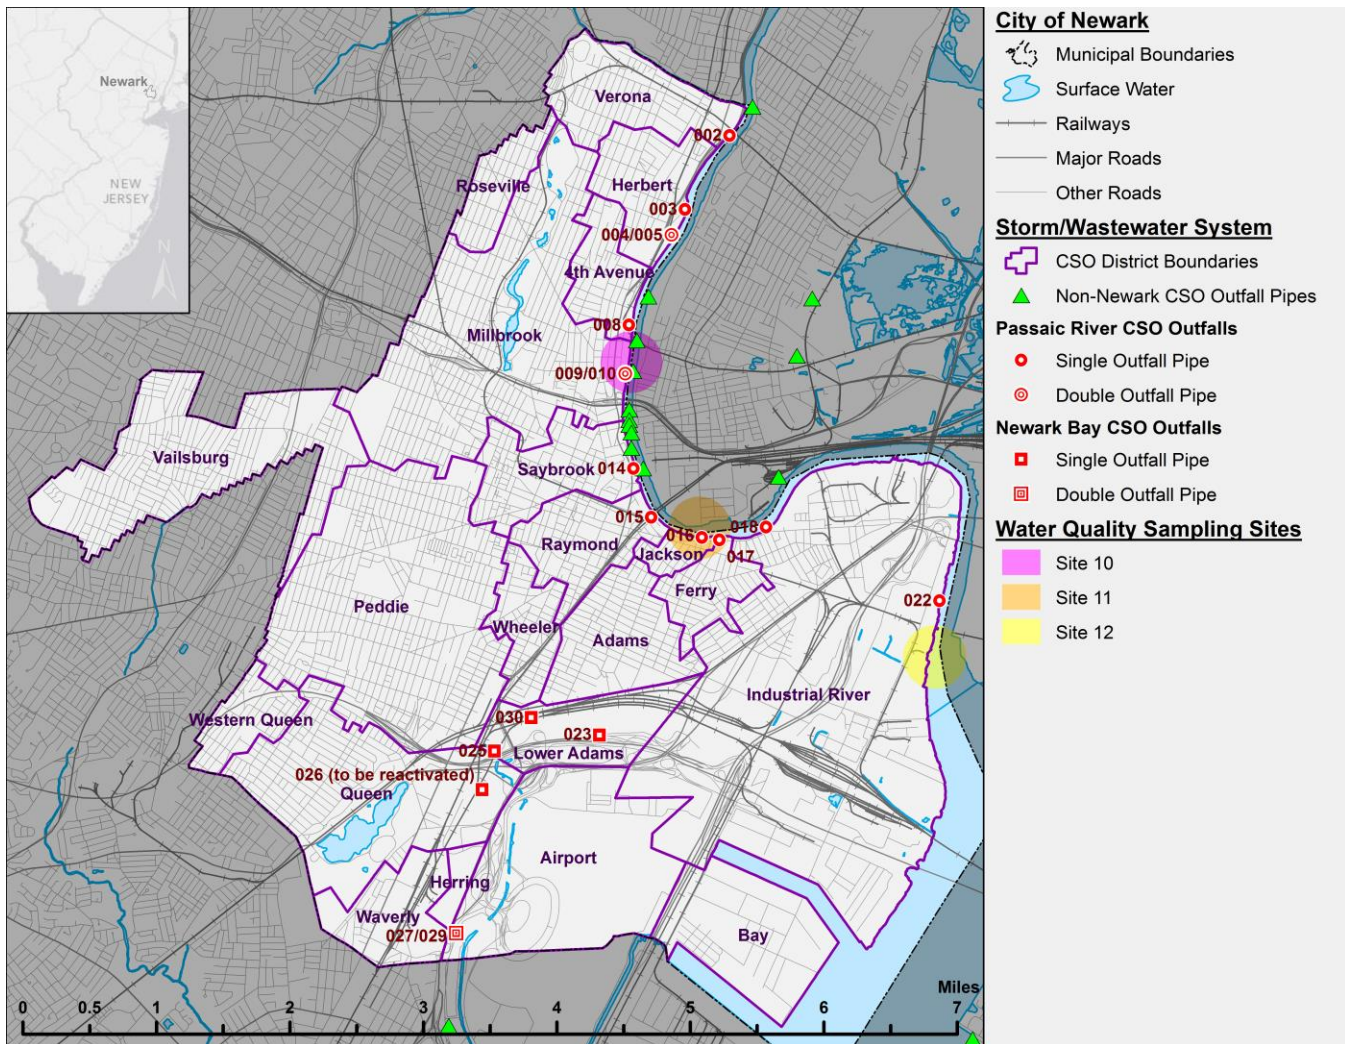 Newark
NEW
JERSEY
N
Verona
002
Roseville
Herbert
003
004/005
4th Avenue
008
Millbrook
009/010
Vailsburg
Saybrook
014
015
Raymond
016
018
Jackson
017
Ferry
Peddie
022
Wheeler
Adams
Industrial River
Western Queen
030
023
025
Lower Adams
026 (to be reactivated)
Queen
Airport
Herring
Waverly
027/029
Bay
Miles
0 0.5 1 2 3 4 5 6 7
City of Newark
Municipal Boundaries
Surface Water
Railways
Major Roads
Other Roads
Storm/Wastewater System
CSO District Boundaries
Non-Newark CSO Outfall Pipes
Passaic River CSO Outfalls
Single Outfall Pipe
Double Outfall Pipe
Newark Bay CSO Outfalls
Single Outfall Pipe
Double Outfall Pipe
Water Quality Sampling Sites
Site 10
Site 11
Site 12